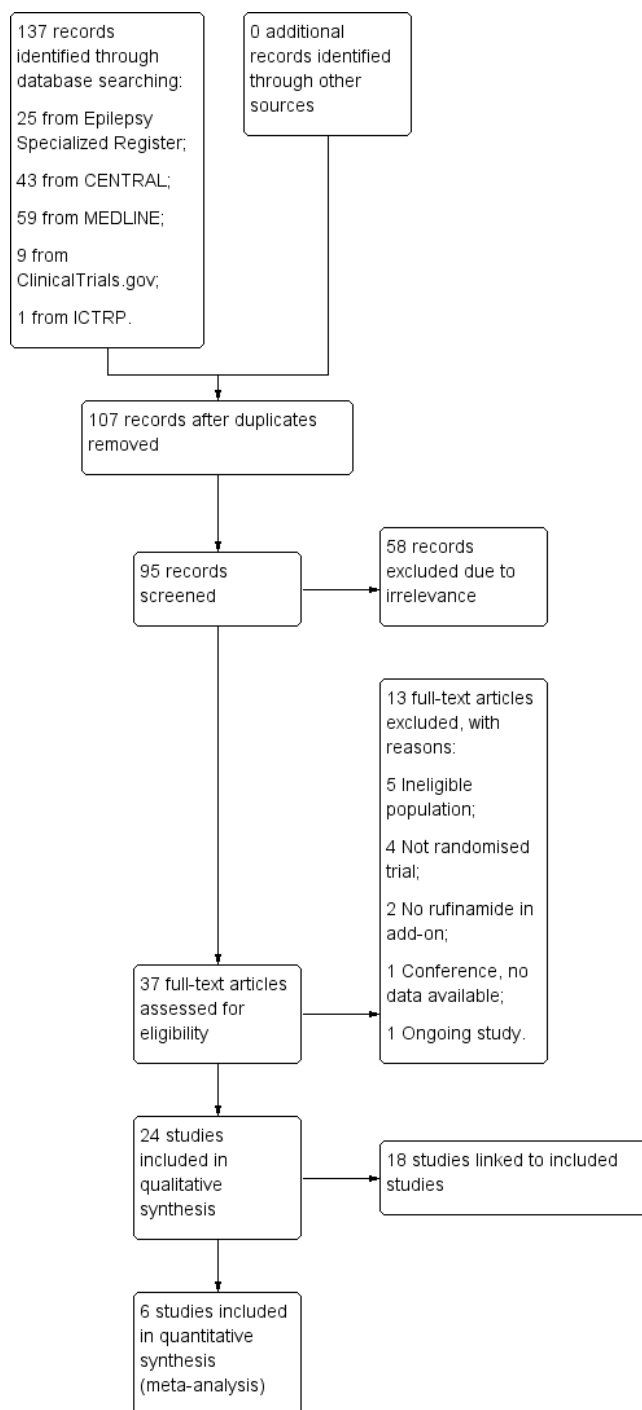 137 records
identified through
database searching:
25 from Epilepsy
Specialized Register;
43 from CENTRAL;
59 from MEDLINE;
9 from
ClinicalTrials.gov;
1 from ICTRP.
0 additional
records identified
through other
sources
107 records after duplicates
removed
95 records
screened
58 records
excluded due to
irrelevance
13 full-text articles
excluded, with
reasons:
5 Ineligible
population;
4 Not randomised
trial;
2 No rufinamide in
add-on;
1 Conference, no
data available;
1 Ongoing study.
37 full-text articles
assessed for
eligibility
24 studies
included in
qualitative
synthesis
18 studies linked to included
studies
6 studies included
in quantitative
synthesis
(meta-analysis)